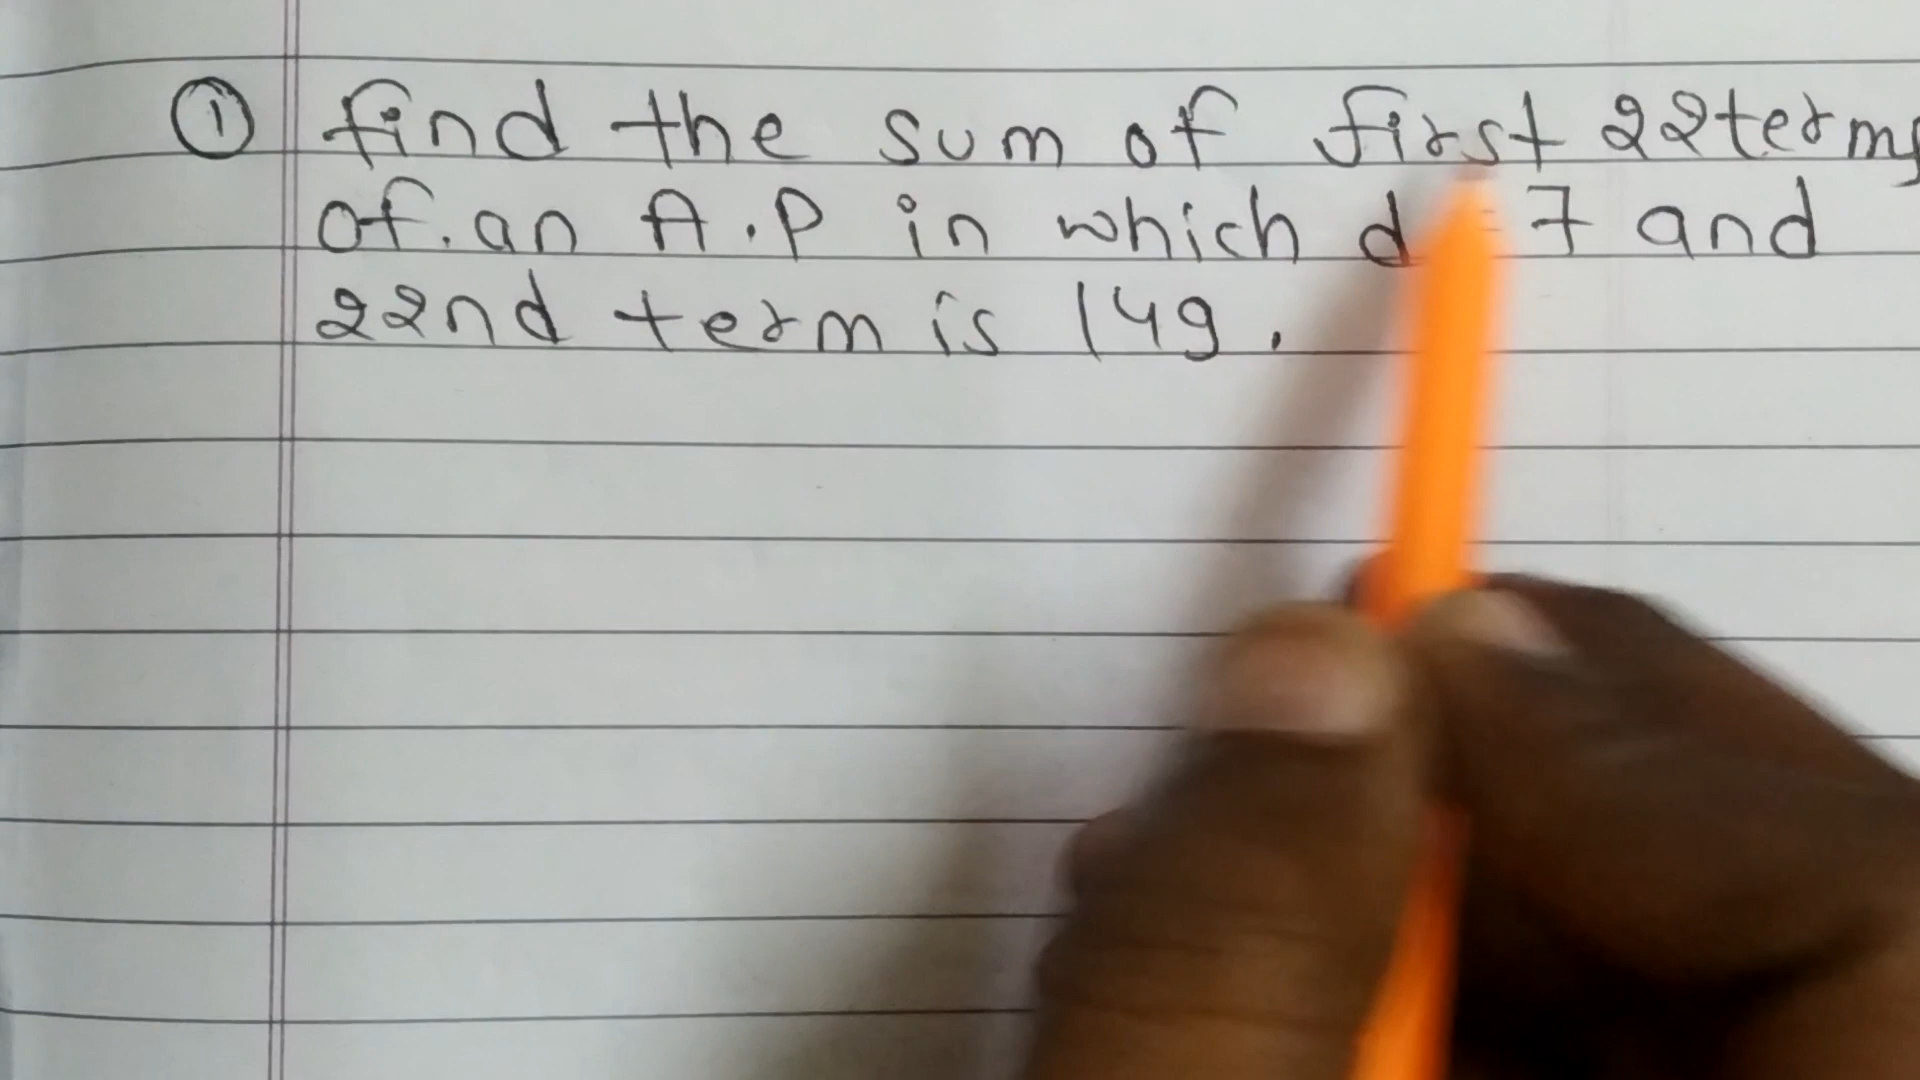 ① find the sum of first 22terms
of. an A.P in which d = 7 and
22nd term is 149.